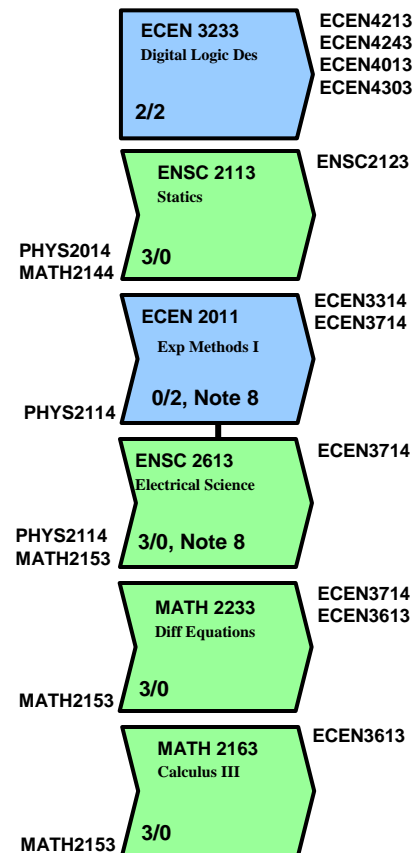 ECEN 3233
Digital Logic Des
2/2
ECEN4213
ECEN4243
ECEN4013
ECEN4303
ENSC 2113
Statics
3/0
ENSC2123
PHYS2014
MATH2144
ECEN 2011
Exp Methods I
0/2, Note 8
ECEN3314
ECEN3714
PHYS2114
ENSC 2613
Electrical Science
3/0, Note 8
ECEN3714
PHYS2114
MATH2153
MATH 2233
Diff Equations
3/0
ECEN3714
ECEN3613
MATH2153
MATH 2163
Calculus III
3/0
ECEN3613
MATH2153